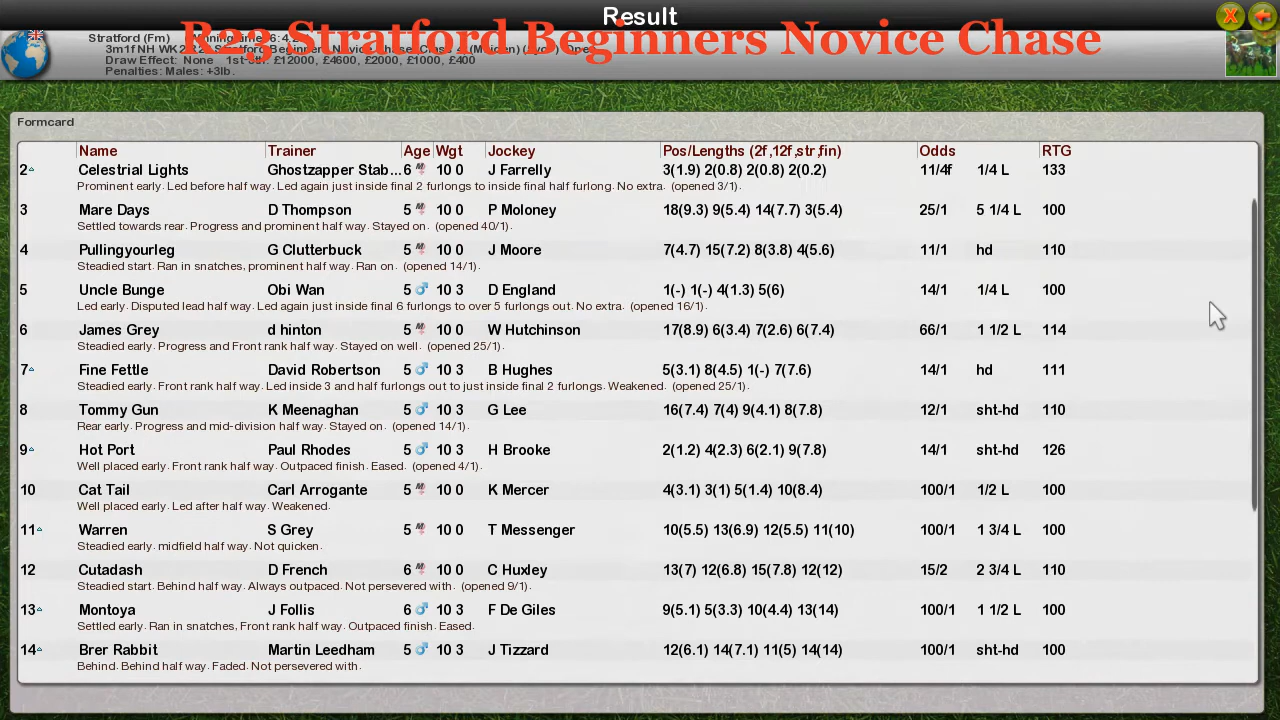 Result
R23 Stratford Beginners Novice Chase
Stratford (Fm)
3m1f NH WK2
Draw Effect: None 1st-6th: £12000, £4600, £2000, £1000, £400
Penalties: Males: +3lb.
Formcard
Name Trainer Age Wgt Jockey Pos/Lengths (2f,12f,str,fin) Odds RTG
2 Celestrial Lights Ghostzapper Stab... 6 10 0 J Farrelly 3(1.9) 2(0.8) 2(0.8) 2(0.2) 11/4f 1/4 L 133
Prominent early. Led before half way. Led again just inside final 2 furlongs to inside final half furlong. No extra. (opened 3/1).
3 Mare Days D Thompson 5 10 0 P Moloney 18(9.3) 9(5.4) 14(7.7) 3(5.4) 25/1 5 1/4 L 100
Settled towards rear. Progress and prominent half way. Stayed on. (opened 40/1).
4 Pullingyourleg G Clutterbuck 5 10 0 J Moore 7(4.7) 15(7.2) 8(3.8) 4(5.6) 11/1 hd 110
Steadied start. Ran in snatches, prominent half way. Ran on. (opened 14/1).
5 Uncle Bunge Obi Wan 5 10 3 D England 1(-) 1(-) 4(1.3) 5(6) 14/1 1/4 L 100
Led early. Disputed lead half way. Led again just inside final 6 furlongs to over 5 furlongs out. No extra. (opened 16/1).
6 James Grey d hinton 5 10 0 W Hutchinson 17(8.9) 6(3.4) 7(2.6) 6(7.4) 66/1 1 1/2 L 114
Steadied early. Progress and Front rank half way. Stayed on well. (opened 25/1).
7 Fine Fettle David Robertson 5 10 3 B Hughes 5(3.1) 8(4.5) 1(-) 7(7.6) 14/1 hd 111
Steadied early. Front rank half way. Led inside 3 and half furlongs out to just inside final 2 furlongs. Weakened. (opened 25/1).
8 Tommy Gun K Meenaghan 5 10 3 G Lee 16(7.4) 7(4) 9(4.1) 8(7.8) 12/1 sht-hd 110
Rear early. Progress and mid-division half way. Stayed on. (opened 14/1).
9 Hot Port Paul Rhodes 5 10 3 H Brooke 2(1.2) 4(2.3) 6(2.1) 9(7.8) 14/1 sht-hd 126
Well placed early. Front rank half way. Outpaced finish. Eased. (opened 4/1).
10 Cat Tail Carl Arrogante 5 10 0 K Mercer 4(3.1) 3(1) 5(1.4) 10(8.4) 100/1 1/2 L 100
Well placed early. Led after half way. Weakened.
11 Warren S Grey 5 10 0 T Messenger 10(5.5) 13(6.9) 12(5.5) 11(10) 100/1 1 3/4 L 100
Steadied early. midfield half way. Not quicken.
12 Cutadash D French 6 10 0 C Huxley 13(7) 12(6.8) 15(7.8) 12(12) 15/2 2 3/4 L 110
Steadied start. Behind half way. Always outpaced. Not persevered with. (opened 9/1).
13 Montoya J Follis 6 10 3 F De Giles 9(5.1) 5(3.3) 10(4.4) 13(14) 100/1 1 1/2 L 100
Settled early. Ran in snatches, Front rank half way. Outpaced finish. Eased.
14 Brer Rabbit Martin Leedham 5 10 3 J Tizzard 12(6.1) 14(7.1) 11(5) 14(14) 100/1 sht-hd 100
Behind. Behind half way. Faded. Not persevered with.